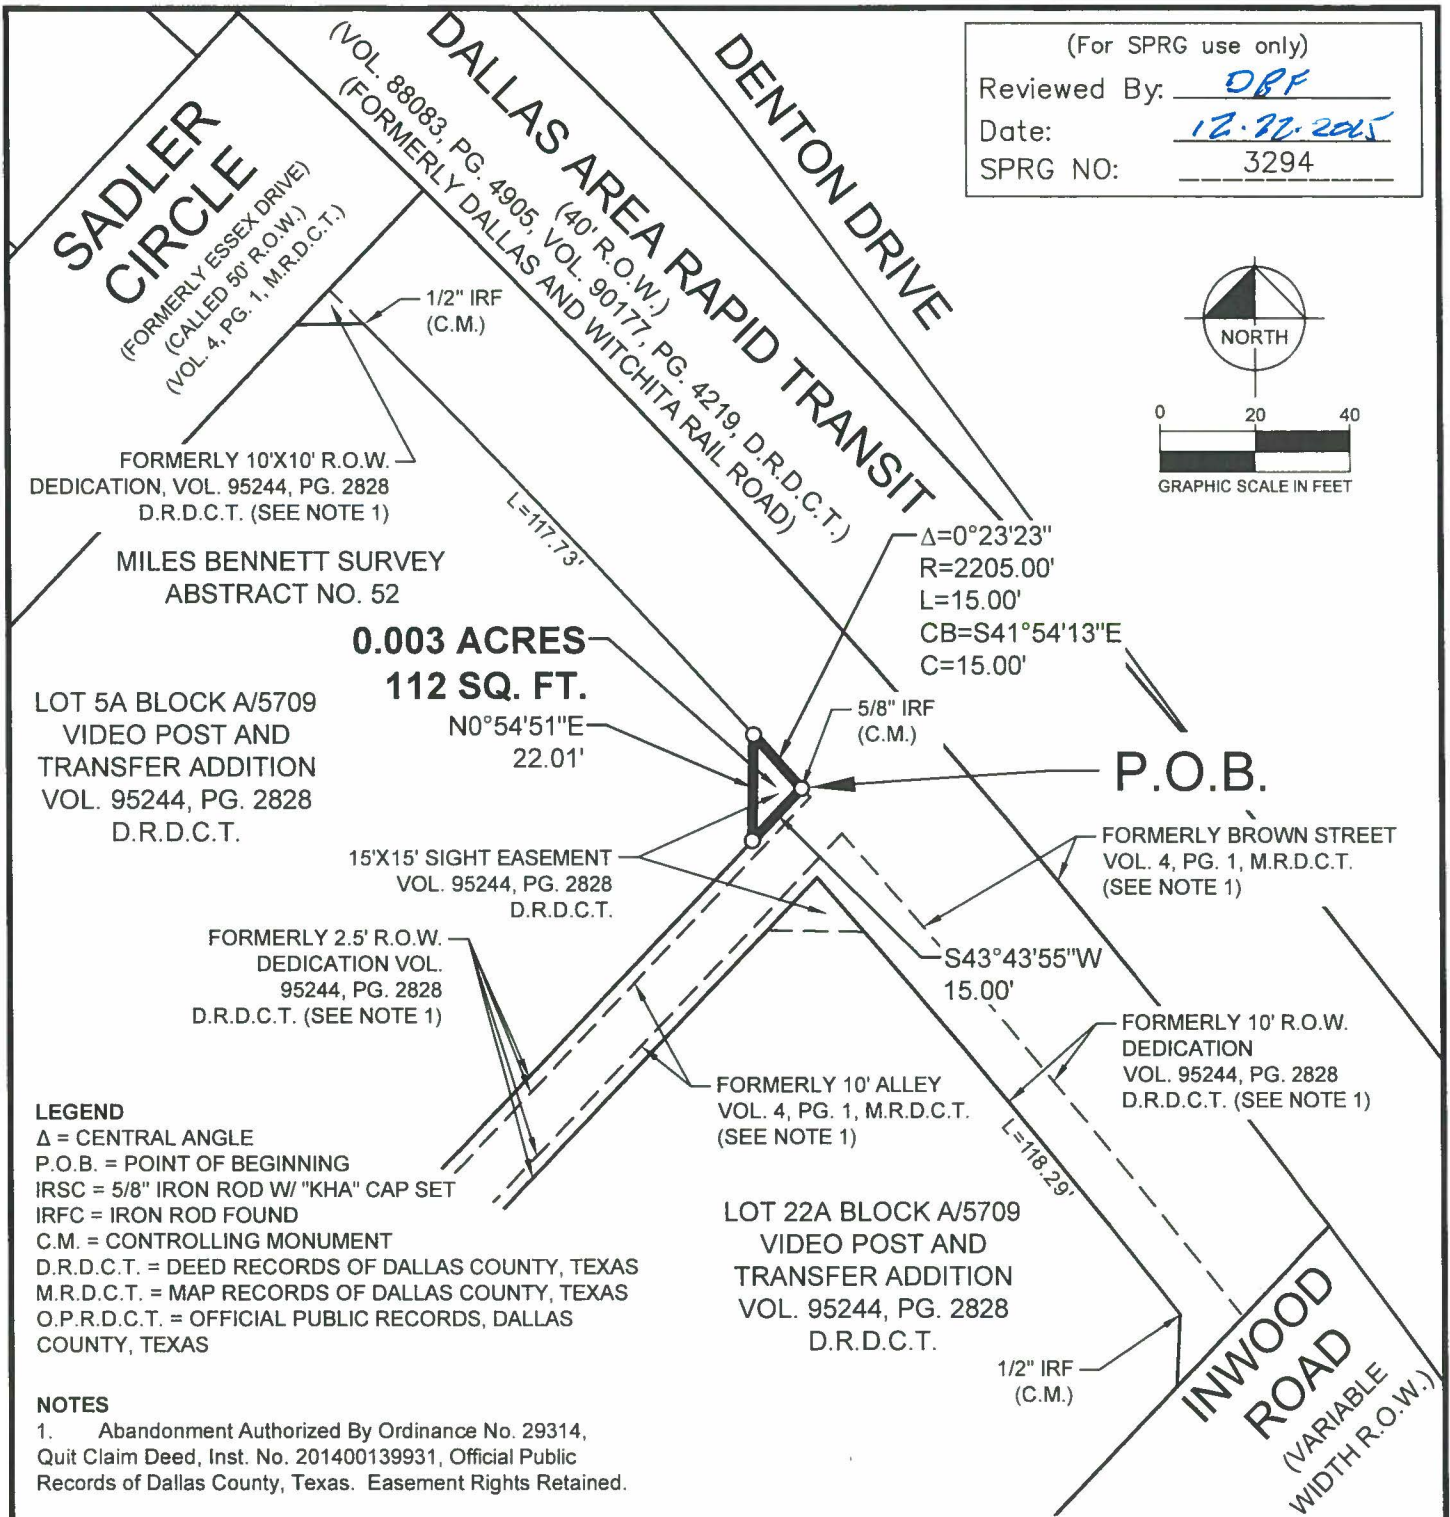 (For SPRG use only)
Reviewed By: DBF
Date: 12.22.2015
SPRG NO: 3294
SADLER
CIRCLE
(FORMERLY ESSEX DRIVE)
(CALLED 50' R.O.W.)
(VOL. 4, PG. 1, M.R.D.C.T.)
DALLAS AREA RAPID TRANSIT
(40' R.O.W.)
(VOL. 88083, PG. 4905, VOL. 90177, PG. 4219, D.R.D.C.T.)
(FORMERLY DALLAS AND WITCHITA RAIL ROAD)
DENTON DRIVE
NORTH
0 20 40
GRAPHIC SCALE IN FEET
1/2" IRF
(C.M.)
FORMERLY 10'X10' R.O.W.
DEDICATION, VOL. 95244, PG. 2828
D.R.D.C.T. (SEE NOTE 1)
L=117.73'
MILES BENNETT SURVEY
ABSTRACT NO. 52
Δ=0°23'23"
R=2205.00'
L=15.00'
CB=S41°54'13"E
C=15.00'
0.003 ACRES
112 SQ. FT.
N0°54'51"E
22.01'
5/8" IRF
(C.M.)
P.O.B.
LOT 5A BLOCK A/5709
VIDEO POST AND
TRANSFER ADDITION
VOL. 95244, PG. 2828
D.R.D.C.T.
15'X15' SIGHT EASEMENT
VOL. 95244, PG. 2828
D.R.D.C.T.
FORMERLY BROWN STREET
VOL. 4, PG. 1, M.R.D.C.T.
(SEE NOTE 1)
FORMERLY 2.5' R.O.W.
DEDICATION VOL.
95244, PG. 2828
D.R.D.C.T. (SEE NOTE 1)
S43°43'55"W
15.00'
FORMERLY 10' R.O.W.
DEDICATION
VOL. 95244, PG. 2828
D.R.D.C.T. (SEE NOTE 1)
FORMERLY 10' ALLEY
VOL. 4, PG. 1, M.R.D.C.T.
(SEE NOTE 1)
L=118.29'
LEGEND
Δ = CENTRAL ANGLE
P.O.B. = POINT OF BEGINNING
IRSC = 5/8" IRON ROD W/ "KHA" CAP SET
IRFC = IRON ROD FOUND
C.M. = CONTROLLING MONUMENT
D.R.D.C.T. = DEED RECORDS OF DALLAS COUNTY, TEXAS
M.R.D.C.T. = MAP RECORDS OF DALLAS COUNTY, TEXAS
O.P.R.D.C.T. = OFFICIAL PUBLIC RECORDS, DALLAS
COUNTY, TEXAS
LOT 22A BLOCK A/5709
VIDEO POST AND
TRANSFER ADDITION
VOL. 95244, PG. 2828
D.R.D.C.T.
1/2" IRF
(C.M.)
INWOOD
ROAD
(VARIABLE
WIDTH R.O.W.)
NOTES
1. Abandonment Authorized By Ordinance No. 29314,
Quit Claim Deed, Inst. No. 201400139931, Official Public
Records of Dallas County, Texas. Easement Rights Retained.